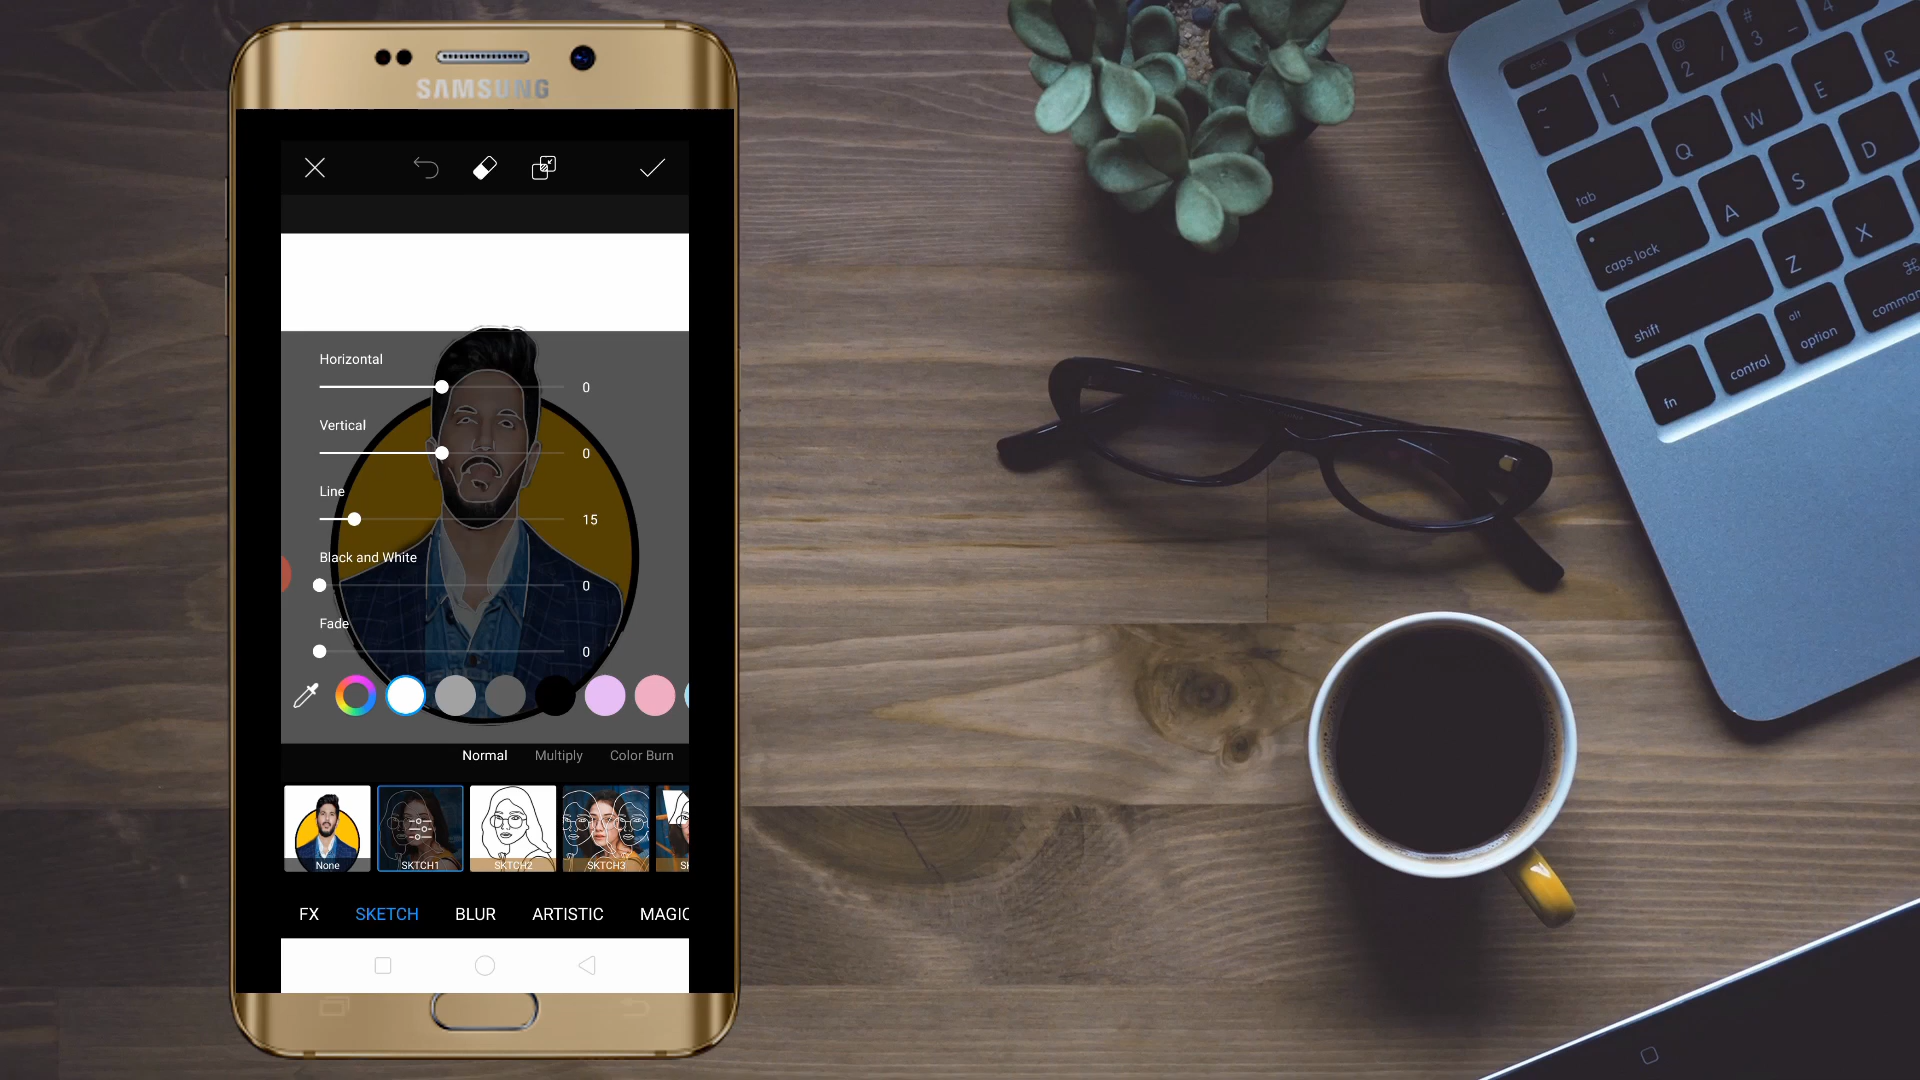 SAMSUNG
Horizontal
0
Vertical
0
Line
15
Black and White
0
Fade
0
Normal Multiply Color Burn
None SKTCH1 SKTCH2 SKTCH3
FX SKETCH BLUR ARTISTIC MAGIC
esc
~ ! 1 @ 2 # 3 4
tab Q W E R
caps lock A S D
shift Z X
fn control alt option command